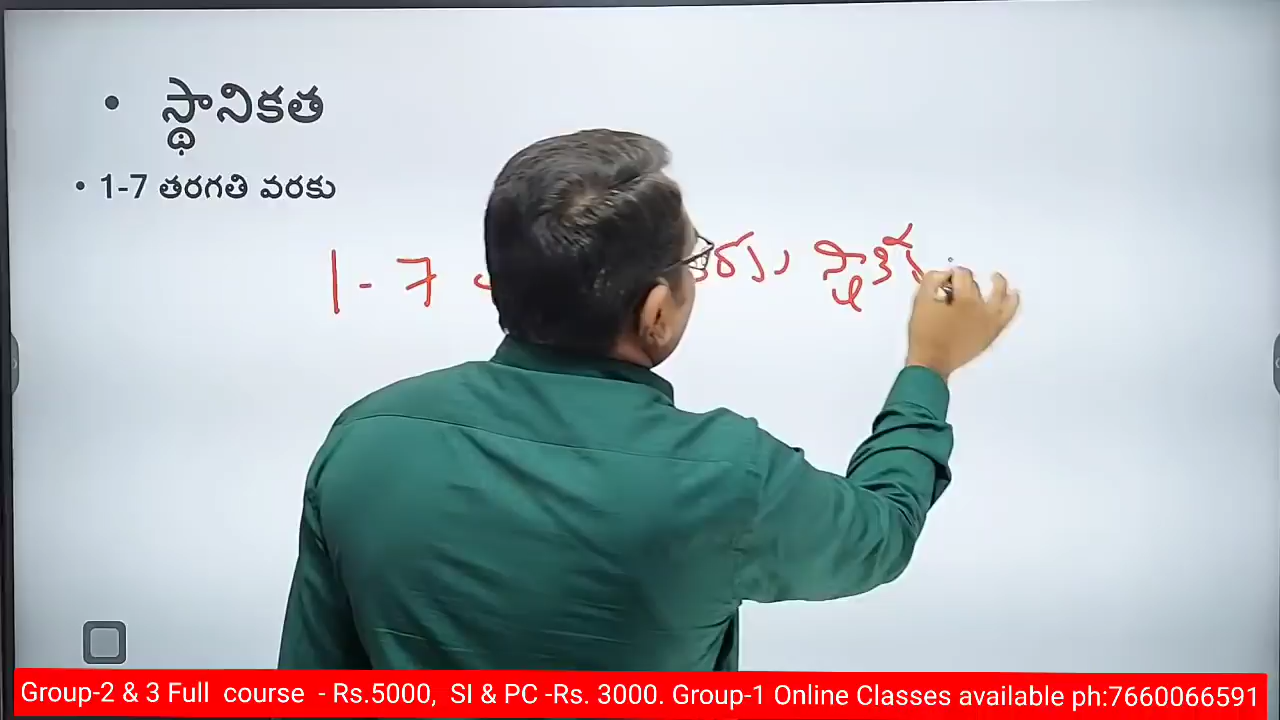 • స్థానికత
• 1-7 తరగతి వరకు
1-7
Group-2 & 3 Full course - Rs.5000, SI & PC -Rs. 3000. Group-1 Online Classes available ph:7660066591